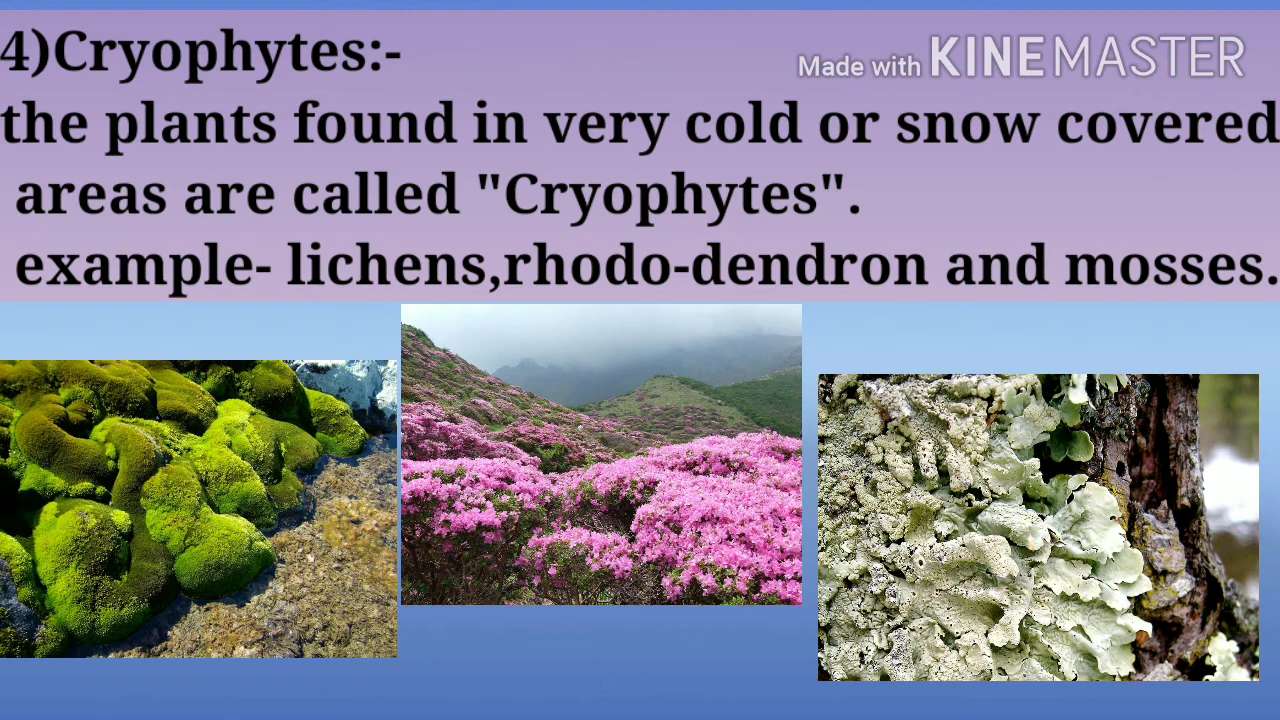 4)Cryophytes:-
Made with KINEMASTER
the plants found in very cold or snow covered
areas are called "Cryophytes".
example- lichens,rhodo-dendron and mosses.